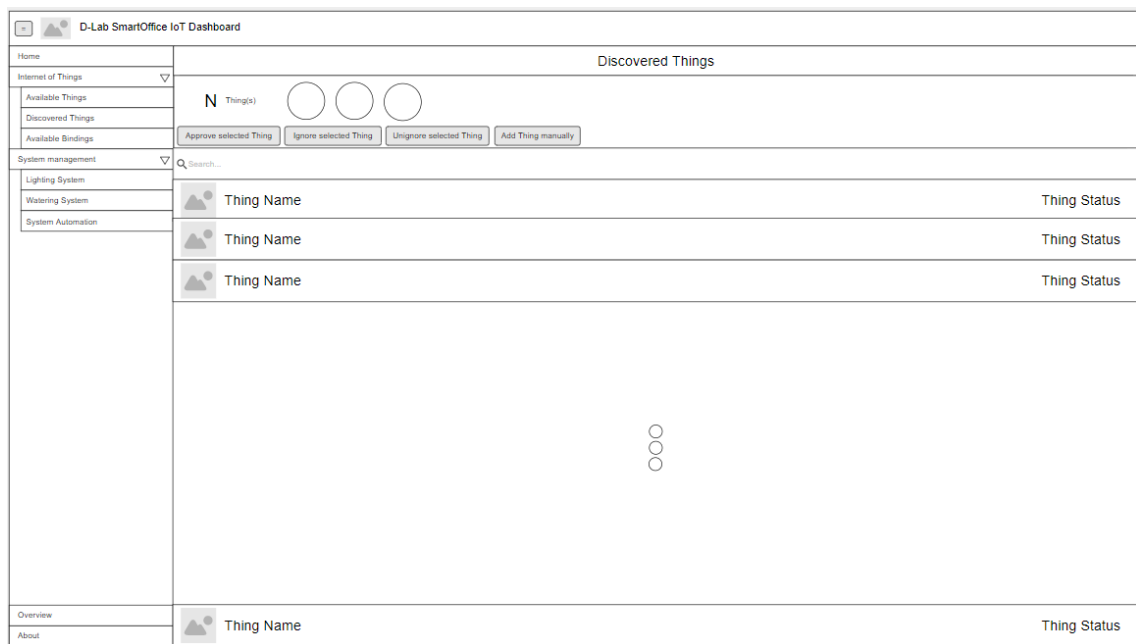 D-Lab SmartOffice IoT Dashboard
Home
Internet of Things
Available Things
Discovered Things
Available Bindings
System management
Lighting System
Watering System
System Automation
Overview
About
Discovered Things
N Thing(s)
Approve selected Thing Ignore selected Thing Unignore selected Thing Add Thing manually
Search...
Thing Name Thing Status
Thing Name Thing Status
Thing Name Thing Status
Thing Name Thing Status